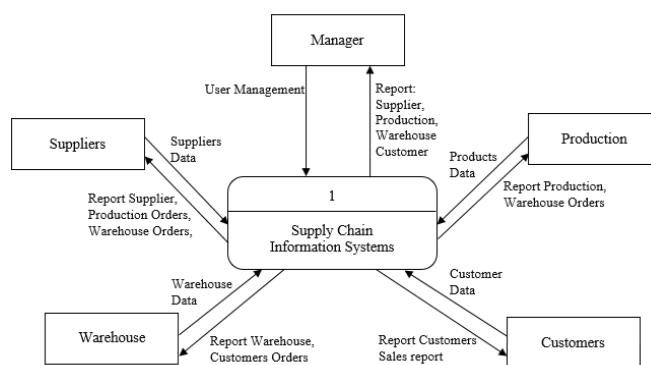 Manager
User Management
Report:
Supplier,
Production,
Warehouse
Customer
Suppliers
Suppliers
Data
Report Supplier,
Production Orders,
Warehouse Orders,
Production
Products
Data
Report Production,
Warehouse Orders
1
Supply Chain
Information Systems
Warehouse
Data
Warehouse
Report Warehouse,
Customers Orders
Customer
Data
Report Customers
Sales report
Customers